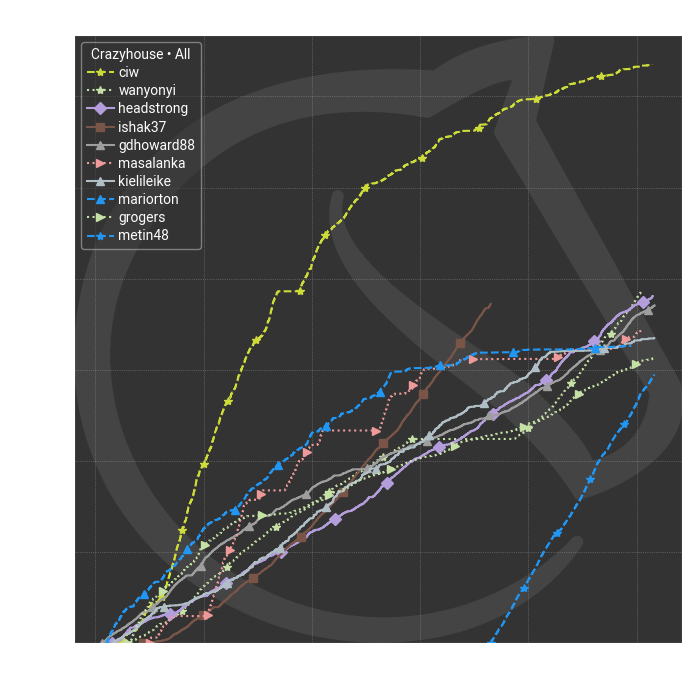 Crazyhouse • All
ciw
wanyonyi
headstrong
ishak37
gdhoward88
masalanka
kielileike
mariorton
grogers
metin48